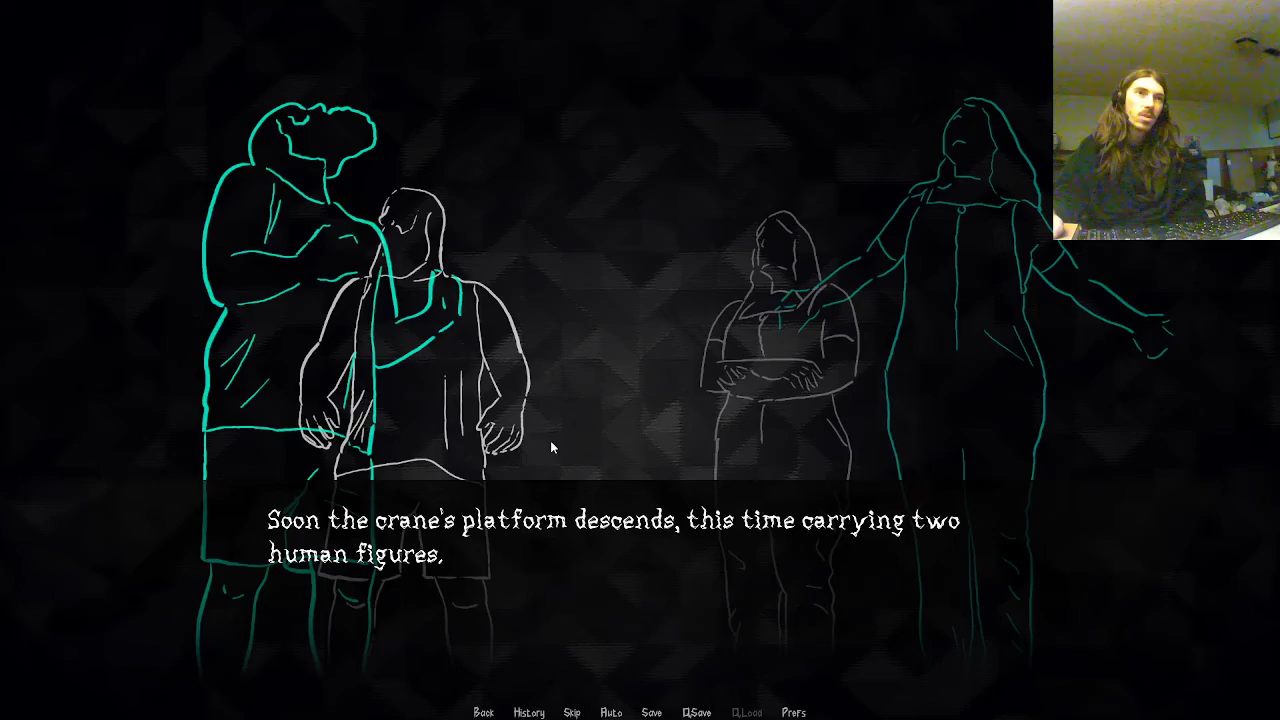 Soon the crane's platform descends, this time carrying two
human figures.
Back History Skip Auto Save Q.Save Q.Load Prefs